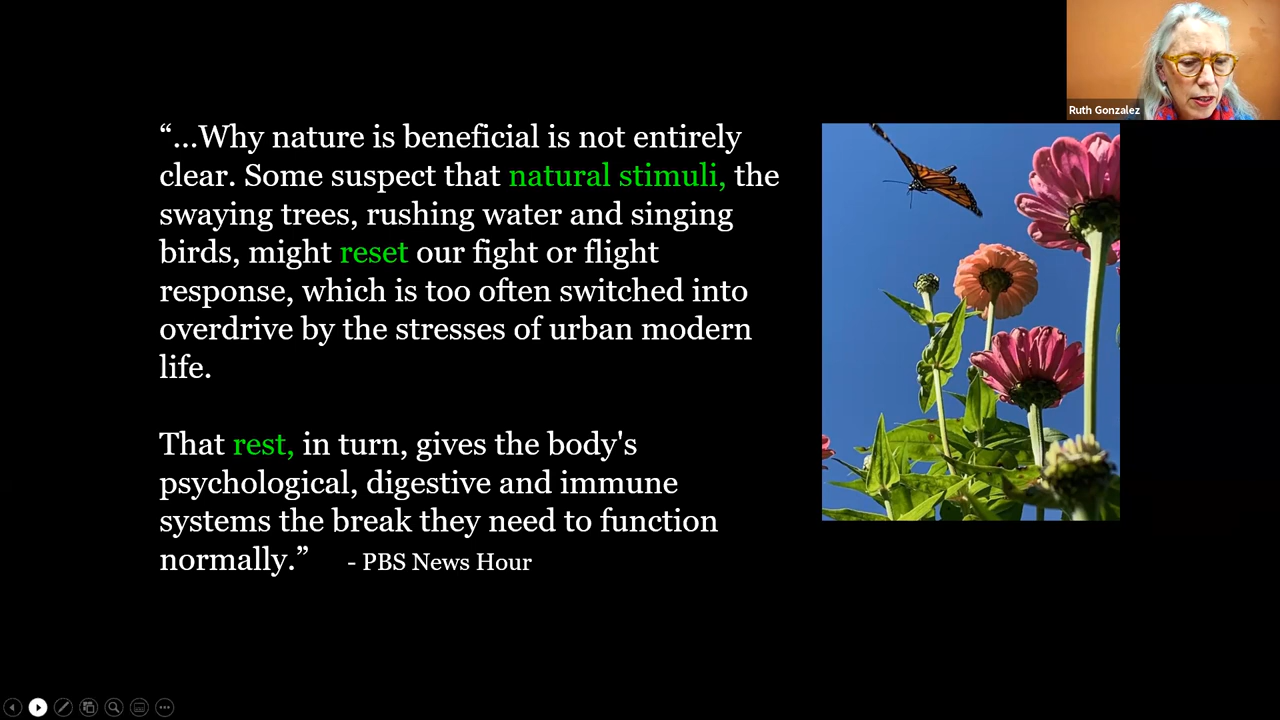 Ruth Gonzalez
“...Why nature is beneficial is not entirely
clear. Some suspect that natural stimuli, the
swaying trees, rushing water and singing
birds, might reset our fight or flight
response, which is too often switched into
overdrive by the stresses of urban modern
life.
That rest, in turn, gives the body's
psychological, digestive and immune
systems the break they need to function
normally.” - PBS News Hour